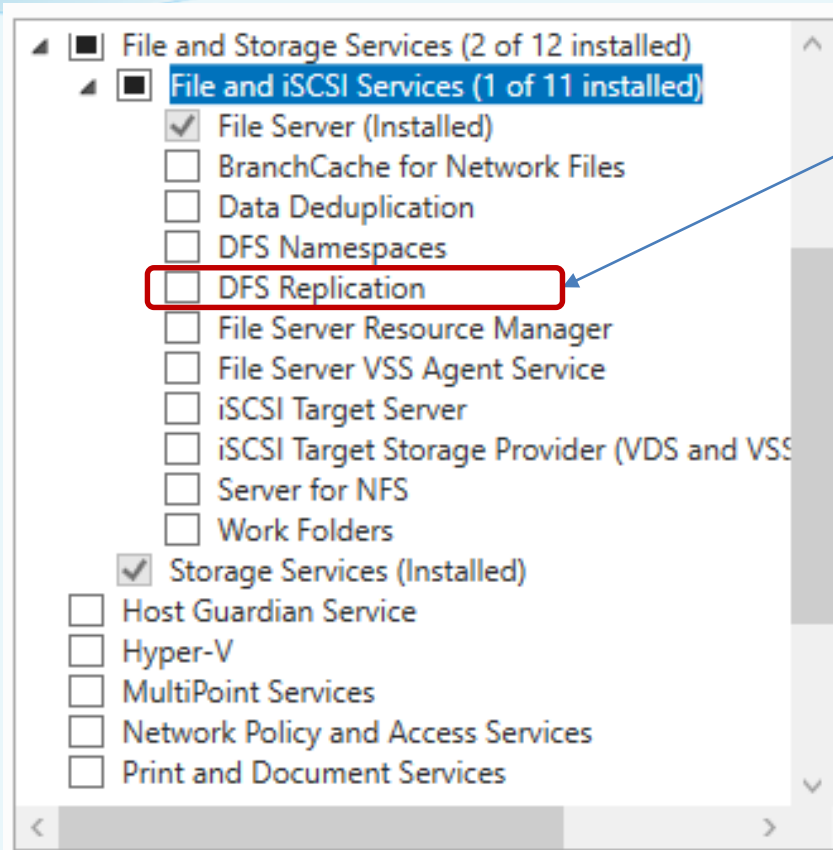 File and Storage Services (2 of 12 installed)
File and iSCSI Services (1 of 11 installed)
File Server (Installed)
BranchCache for Network Files
Data Deduplication
DFS Namespaces
DFS Replication
File Server Resource Manager
File Server VSS Agent Service
iSCSI Target Server
iSCSI Target Storage Provider (VDS and VSS
Server for NFS
Work Folders
Storage Services (Installed)
Host Guardian Service
Hyper-V
MultiPoint Services
Network Policy and Access Services
Print and Document Services